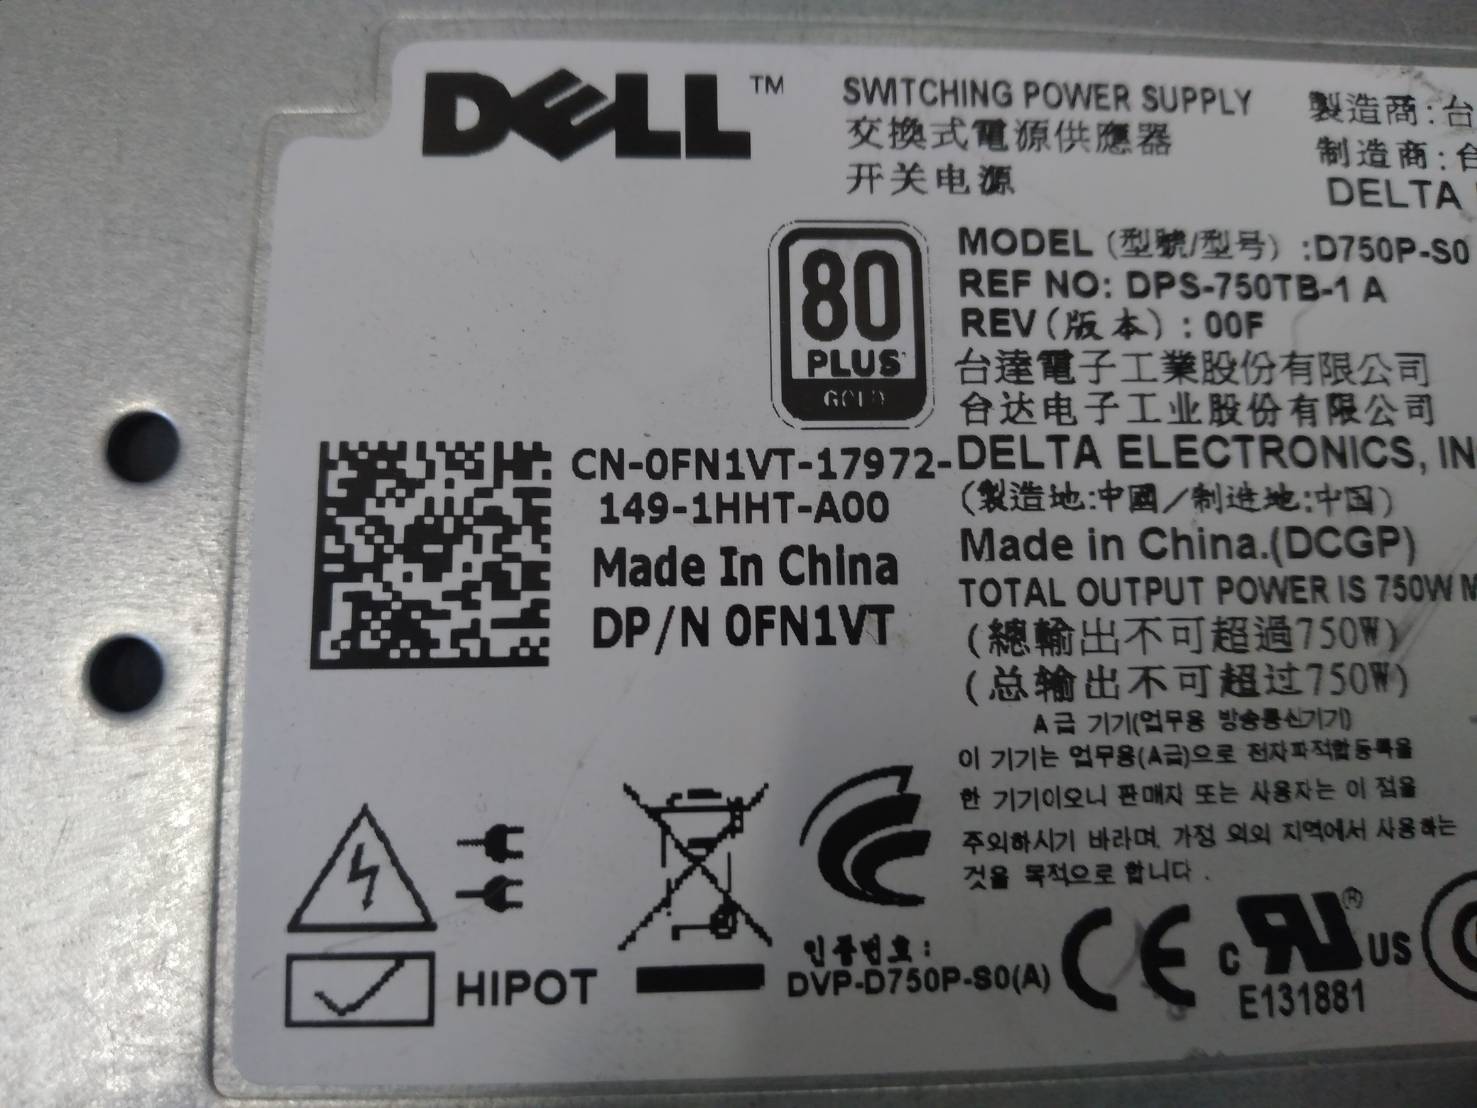 DELL™
SWITCHING POWER SUPPLY
交換式電源供應器
开关电源
製造商:台
制造商:台
DELTA
80
PLUS
GOLD
MODEL (型號/型号) :D750P-S0
REF NO: DPS-750TB-1 A
REV(版本) : 00F
台達電子工業股份有限公司
台达电子工业股份有限公司
DELTA ELECTRONICS, IN
(製造地:中國/制造地:中国)
Made in China.(DCGP)
TOTAL OUTPUT POWER IS 750W M
(總輸出不可超過750W)
(总输出不可超过750W)
CN-0FN1VT-17972-
149-1HHT-A00
Made In China
DP/N 0FN1VT
A급 기기(업무용 방송통신기기)
이 기기는 업무용(A급)으로 전자파적합등록을
한 기기이오니 판매자 또는 사용자는 이 점을
주의하시기 바라며, 가정 외의 지역에서 사용하는
것을 목적으로 합니다.
HIPOT
인증번호:
DVP-D750P-S0(A)
CE
c RU® US
E131881